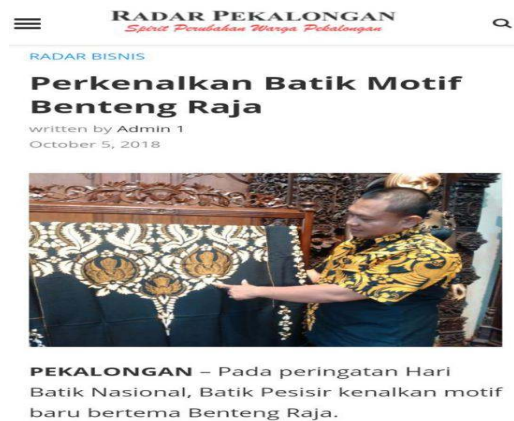 RADAR PEKALONGAN
Spirit Perubahan Warga Pekalongan
RADAR BISNIS
Perkenalkan Batik Motif
Benteng Raja
written by Admin 1
October 5, 2018
PEKALONGAN – Pada peringatan Hari
Batik Nasional, Batik Pesisir kenalkan motif
baru bertema Benteng Raja.